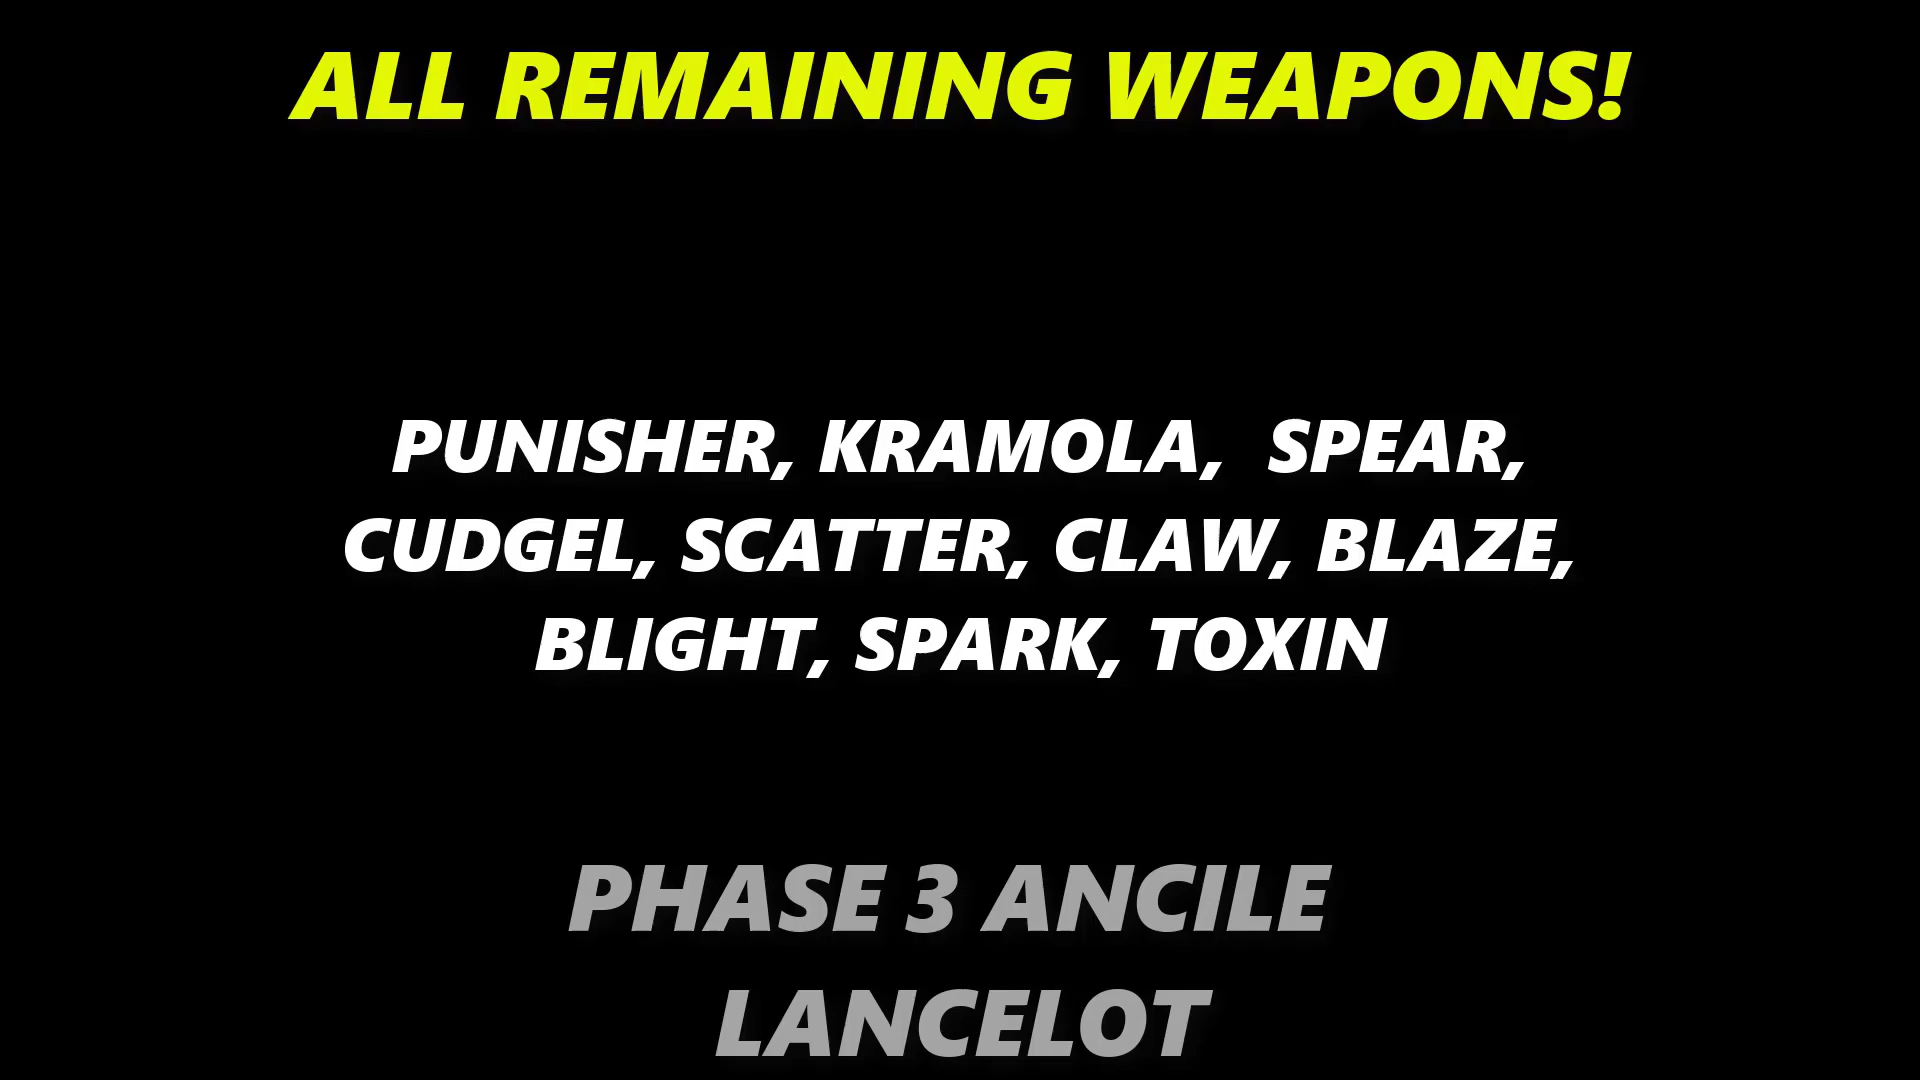 ALL REMAINING WEAPONS!
PUNISHER, KRAMOLA,  SPEAR,
CUDGEL, SCATTER, CLAW, BLAZE,
BLIGHT, SPARK, TOXIN
PHASE 3 ANCILE
LANCELOT